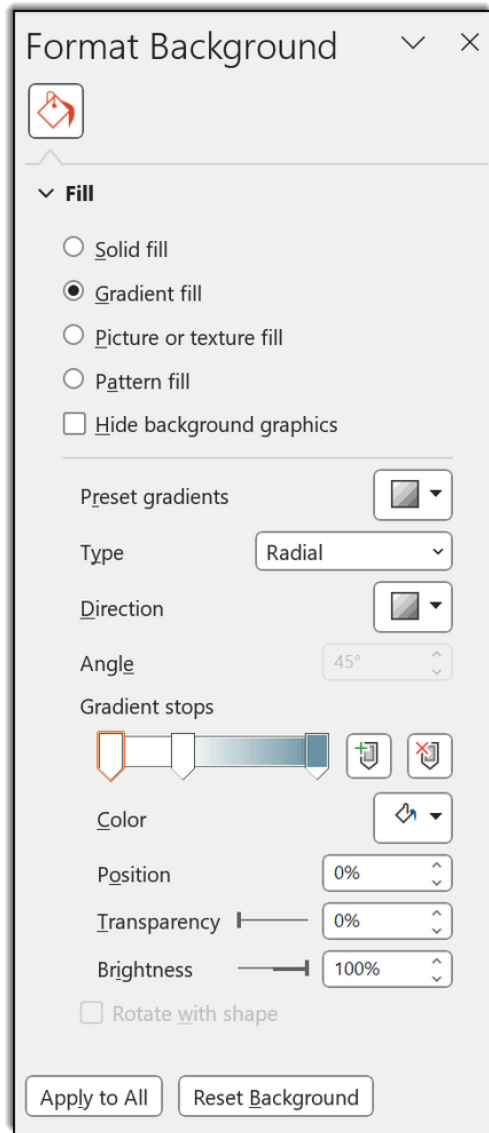 Format Background
Fill
Solid fill
Gradient fill
Picture or texture fill
Pattern fill
Hide background graphics
Preset gradients
Type Radial
Direction
Angle 45°
Gradient stops
Color
Position 0%
Transparency 0%
Brightness 100%
Rotate with shape
Apply to All Reset Background